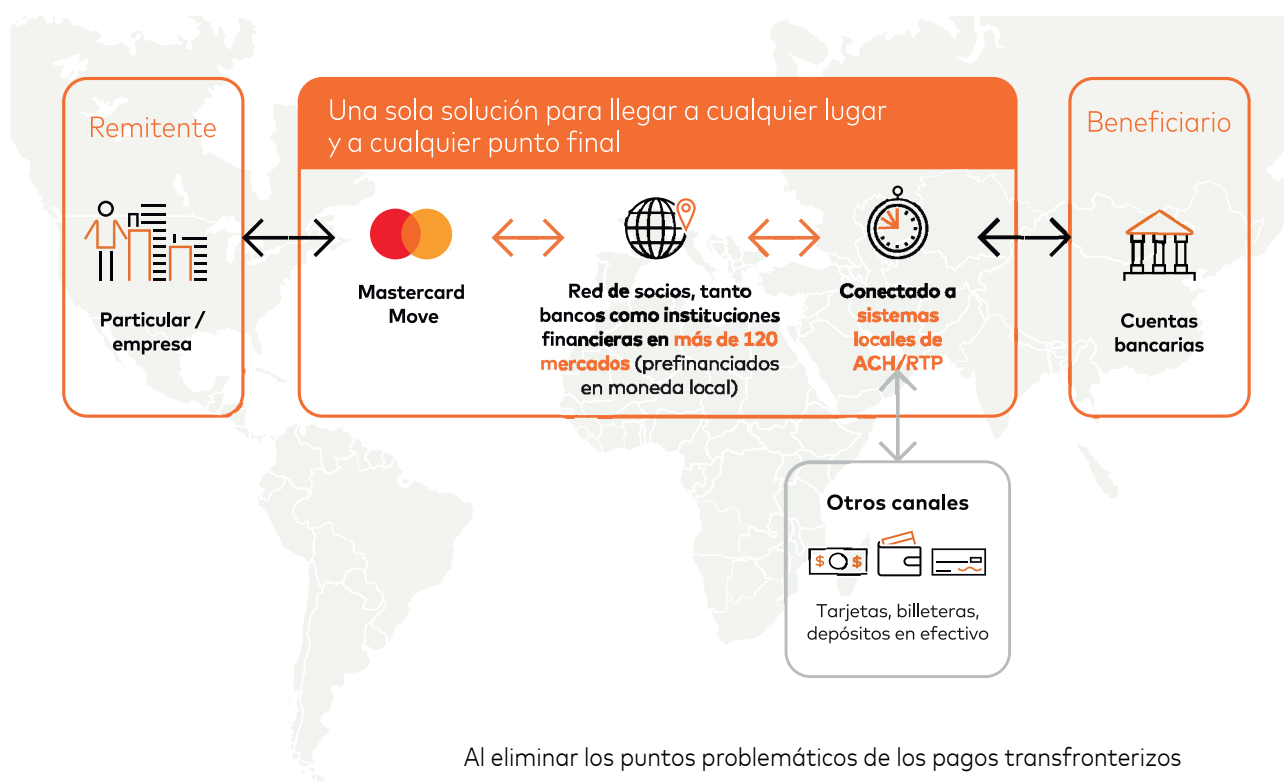 Remitente
Particular /
empresa
Una sola solución para llegar a cualquier lugar
y a cualquier punto final
Mastercard
Move
Red de socios, tanto
bancos como instituciones
financieras en más de 120
mercados (prefinanciados
en moneda local)
Conectado a
sistemas
locales de
ACH/RTP
Beneficiario
Cuentas
bancarias
Otros canales
$ $
Tarjetas, billeteras,
depósitos en efectivo
Al eliminar los puntos problemáticos de los pagos transfronterizos